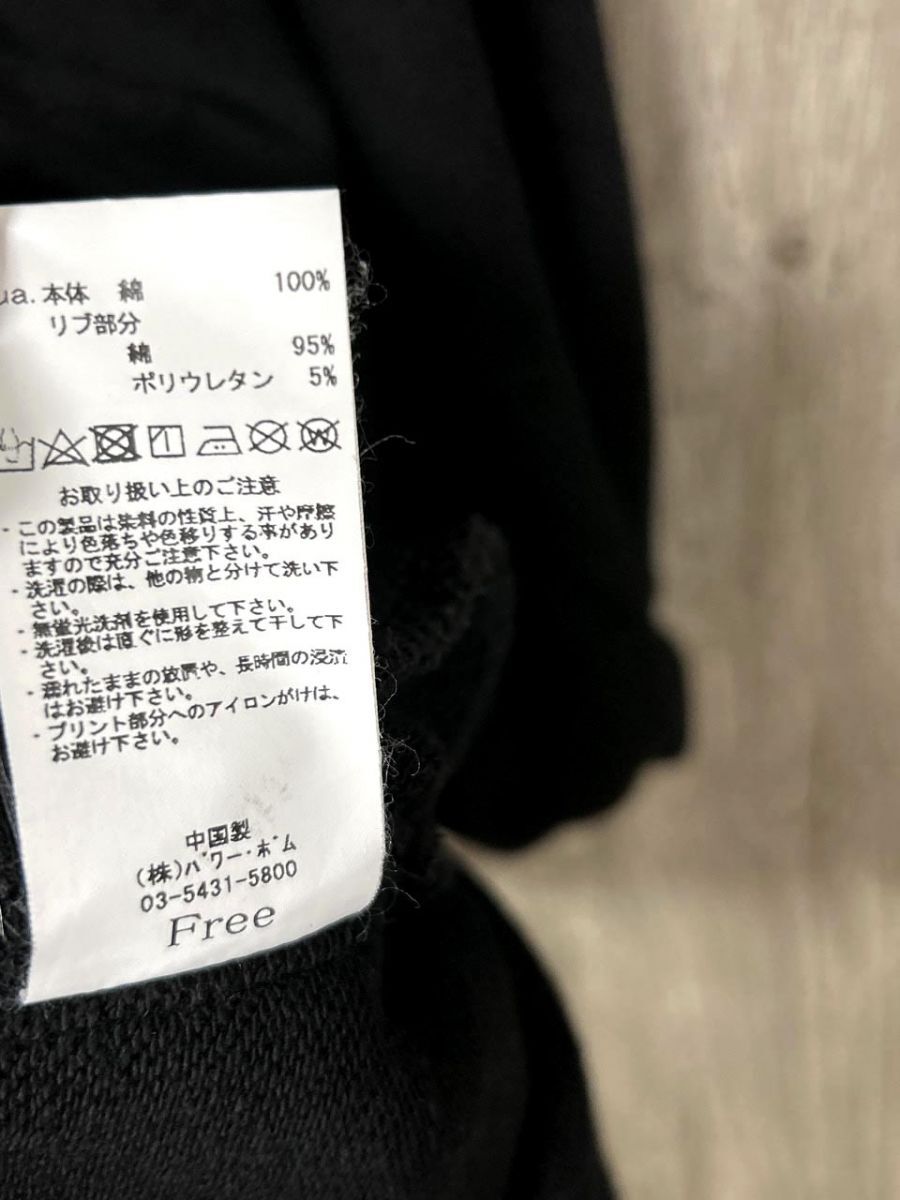 ua. 本体 綿 100%
リブ部分
綿 95%
ポリウレタン 5%
お取り扱い上のご注意
・この製品は染料の性質上、汗や摩擦
により色落ちや色移りする事があり
ますので充分ご注意下さい。
・洗濯の際は、他の物と分けて洗い下
さい。
・無蛍光洗剤を使用して下さい。
・洗濯後は直ぐに形を整えて干して下
さい。
・濡れたままの放置や、長時間の浸漬
はお避け下さい。
・プリント部分へのアイロンがけは、
お避け下さい。
中国製
(株)パワー・ボム
03-5431-5800
Free